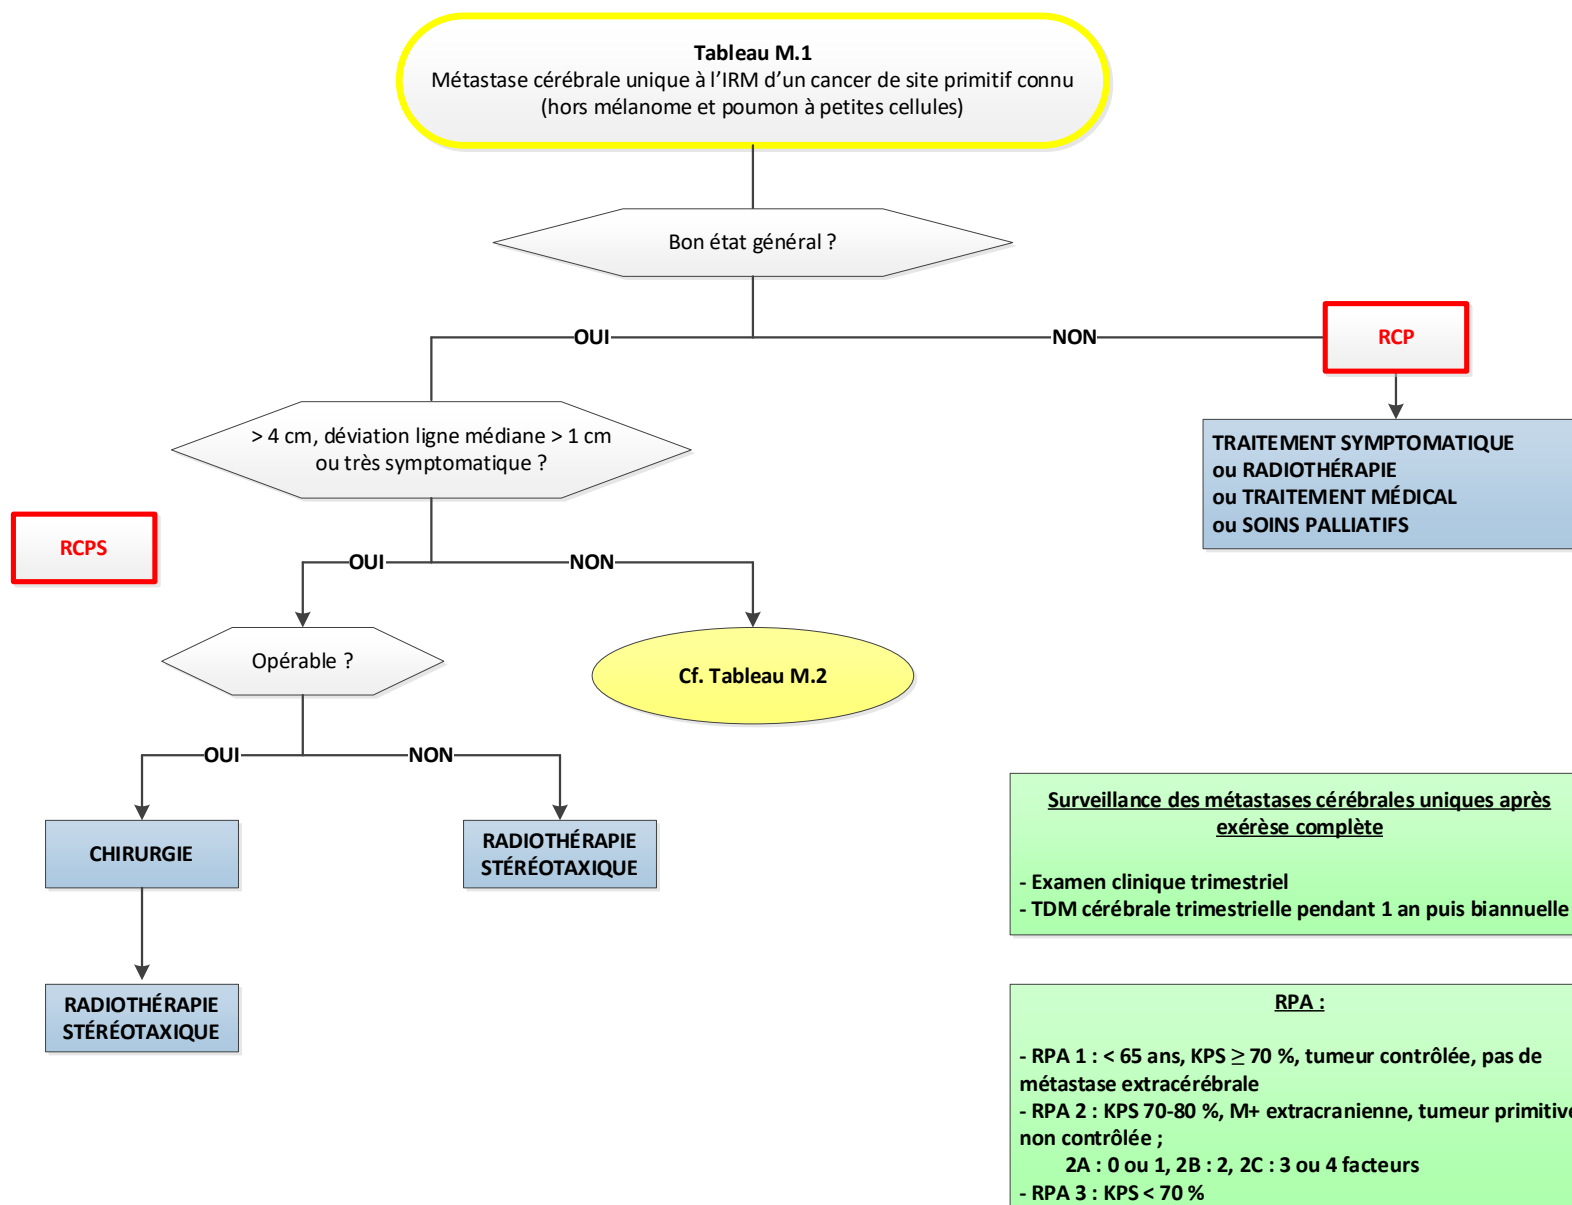 Tableau M.1
Métastase cérébrale unique à l’IRM d’un cancer de site primitif connu
(hors mélanome et poumon à petites cellules)
Bon état général ?
OUI
NON
RCP
> 4 cm, déviation ligne médiane > 1 cm
ou très symptomatique ?
TRAITEMENT SYMPTOMATIQUE
ou RADIOTHÉRAPIE
ou TRAITEMENT MÉDICAL
ou SOINS PALLIATIFS
RCPS
OUI
NON
Opérable ?
Cf. Tableau M.2
OUI
NON
CHIRURGIE
RADIOTHÉRAPIE
STÉRÉOTAXIQUE
RADIOTHÉRAPIE
STÉRÉOTAXIQUE
Surveillance des métastases cérébrales uniques après
exérèse complète
- Examen clinique trimestriel
- TDM cérébrale trimestrielle pendant 1 an puis biannuelle
RPA :
- RPA 1 : < 65 ans, KPS ≥ 70 %, tumeur contrôlée, pas de
métastase extracérébrale
- RPA 2 : KPS 70-80 %, M+ extracranienne, tumeur primitive
non contrôlée ;
2A : 0 ou 1, 2B : 2, 2C : 3 ou 4 facteurs
- RPA 3 : KPS < 70 %